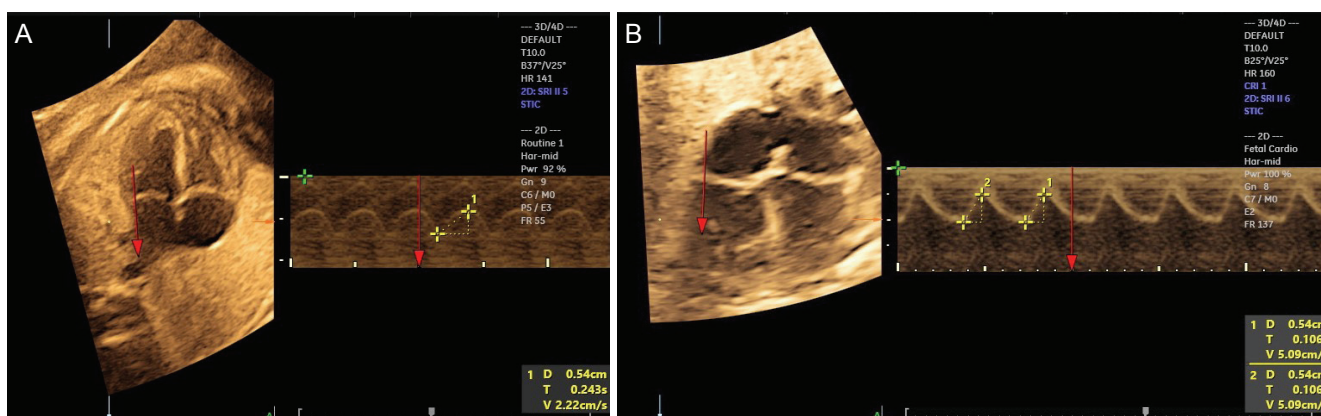 A
--- 3D/4D ---
DEFAULT
T10.0
B37°/V25°
HR 141
2D: SRI II 5
STIC
--- 2D ---
Routine 1
Har-mid
Pwr 92 %
Gn 9
C6 / M0
P5 / E3
FR 55
1
1 D 0.54cm
T 0.243s
V 2.22cm/s
B
--- 3D/4D ---
DEFAULT
T10.0
B25°/V25°
HR 160
CRI 1
2D: SRI II 6
STIC
--- 2D ---
Fetal Cardio
Har-mid
Pwr 100 %
Gn 8
C7 / M0
E2
FR 137
2 1
1 D 0.54c
T 0.106
V 5.09cm/
2 D 0.54c
T 0.106
V 5.09cm/